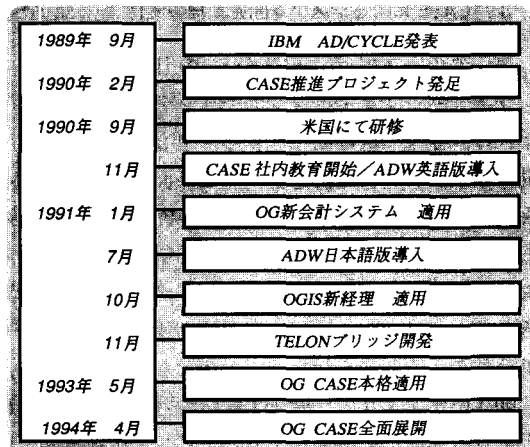 1989年 9月 IBM AD/CYCLE発表
1990年 2月 CASE推進プロジェクト発足
1990年 9月 米国にて研修
11月 CASE社内教育開始／ADW英語版導入
1991年 1月 OG新会計システム 適用
7月 ADW日本語版導入
10月 OGIS新経理 適用
11月 TELONブリッジ開発
1993年 5月 OG CASE本格適用
1994年 4月 OG CASE全面展開